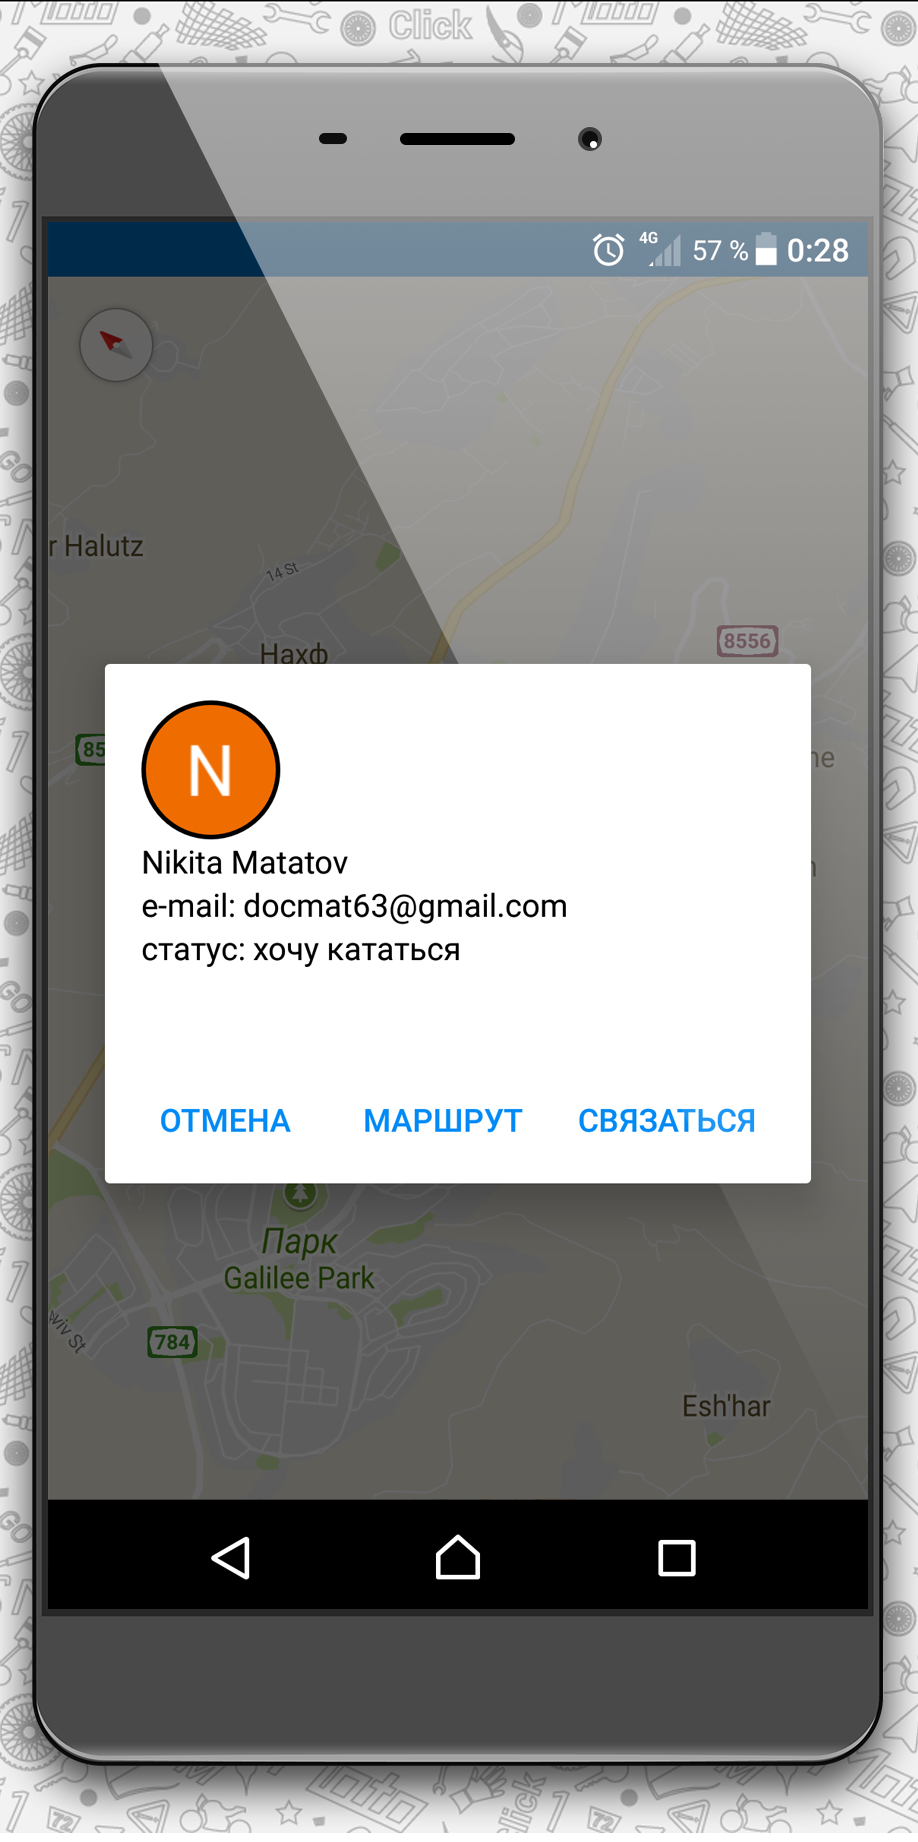 Click
4G 57 % 0:28
r Halutz
14 St
Нахф
8556
85
Nikita Matatov
e-mail: docmat63@gmail.com
статус: хочу кататься
ОТМЕНА МАРШРУТ СВЯЗАТЬСЯ
Парк
Galilee Park
784
Esh'har